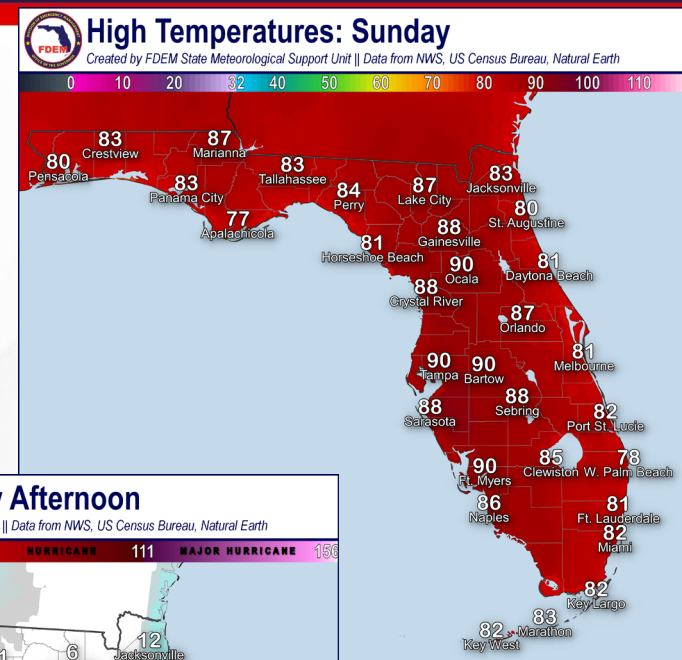 High Temperatures: Sunday
Created by FDEM State Meteorological Support Unit || Data from NWS, US Census Bureau, Natural Earth
FDEM
0 10 20 32 40 50 60 70 80 90 100 110
83
Crestview
87
Marianna
80
Pensacola
83
Tallahassee
83
Panama City
84
Perry
87
Lake City
83
Jacksonville
77
Apalachicola
80
St. Augustine
88
Gainesville
81
Horseshoe Beach
90
Ocala
81
Daytona Beach
88
Crystal River
87
Orlando
81
Melbourne
90
Tampa
90
Bartow
88
Sebring
88
Sarasota
82
Port St. Lucie
85
Clewiston
78
W. Palm Beach
90
Ft. Myers
86
Naples
81
Ft. Lauderdale
82
Miami
82
Key Largo
83
Marathon
82
Key West
y Afternoon
|| Data from NWS, US Census Bureau, Natural Earth
HURRICANE 111 MAJOR HURRICANE 156
12
Jacksonville
6
1